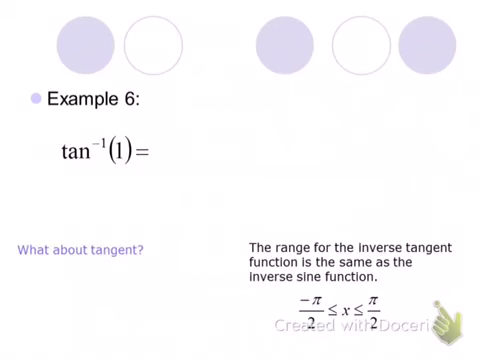 Example 6:
tan⁻¹(1) =
What about tangent?
The range for the inverse tangent
function is the same as the
inverse sine function.
-π/2 ≤ x ≤ π/2
Created with Doceri